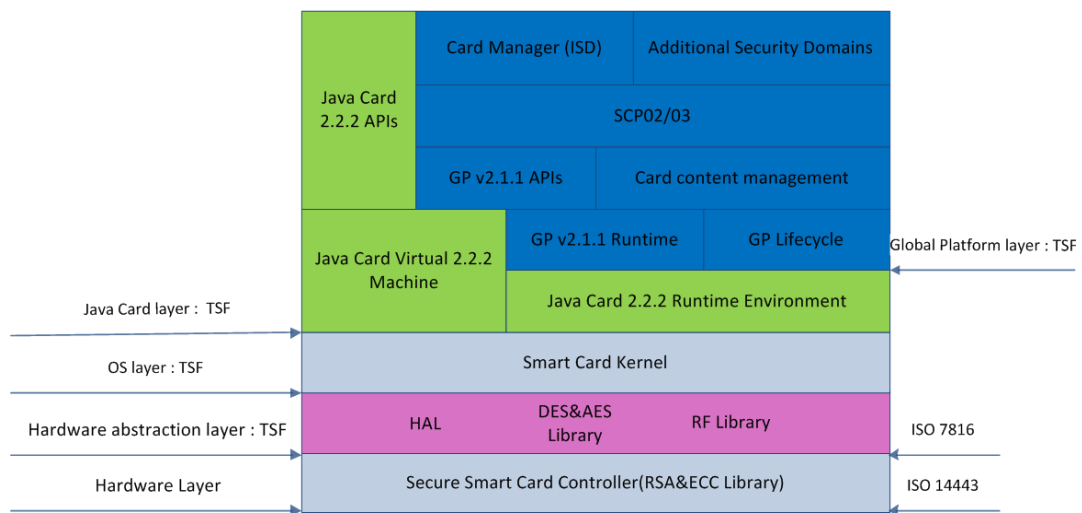 Card Manager (ISD)
Additional Security Domains
Java Card
2.2.2 APIs
SCP02/03
GP v2.1.1 APIs
Card content management
Java Card Virtual 2.2.2
Machine
GP v2.1.1 Runtime
GP Lifecycle
Global Platform layer : TSF
Java Card 2.2.2 Runtime Environment
Java Card layer : TSF
OS layer : TSF
Smart Card Kernel
Hardware abstraction layer : TSF
HAL
DES&AES
Library
RF Library
ISO 7816
Hardware Layer
Secure Smart Card Controller(RSA&ECC Library)
ISO 14443